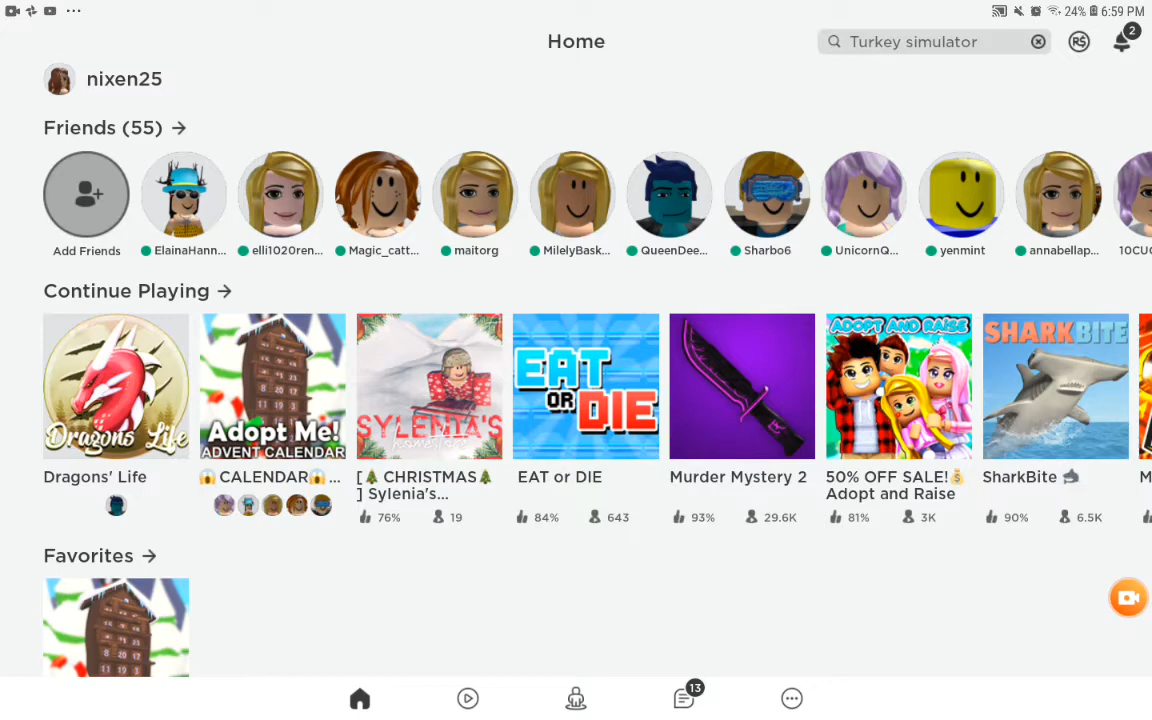 24% 6:59 PM
Home
Turkey simulator
2
nixen25
Friends (55) →
Add Friends
ElainaHann...
elli1020ren...
Magic_catt...
maitorg
MilelyBask...
QueenDee...
Sharbo6
UnicornQ...
yenmint
annabellap...
10CUC
Continue Playing →
Dragons' Life
Adopt Me!
ADVENT CALENDAR
SYLENIA'S
EAT
OR DIE
ADOPT AND RAISE
SHARKBITE
Dragons' Life
😱 CALENDAR😱 ...
[🎄 CHRISTMAS🎄
] Sylenia's...
EAT or DIE
Murder Mystery 2
50% OFF SALE!💰
Adopt and Raise
SharkBite 🦈
M
76% 19
84% 643
93% 29.6K
81% 3K
90% 6.5K
Favorites →
13